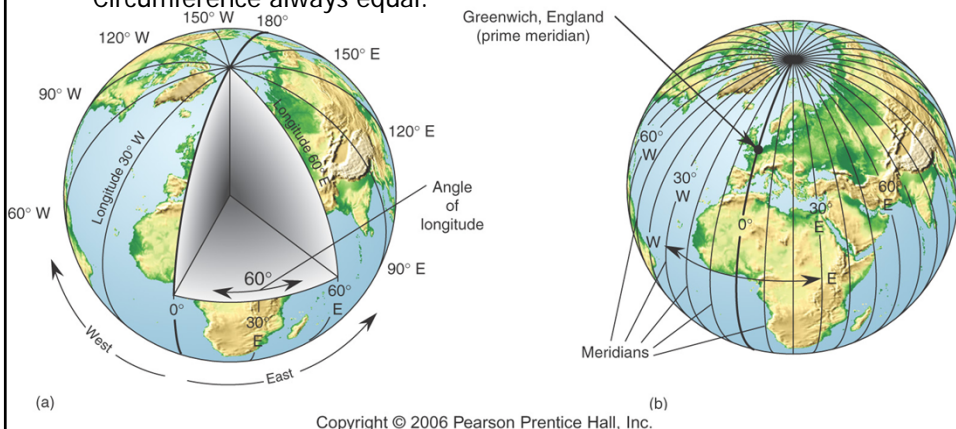 Circumference always equal.
150° W
180°
120° W
150° E
90° W
Longitude 30° W
Longitude 60° E
120° E
60° W
Angle
of
longitude
60°
90° E
0°
60°
E
30°
E
West
East
(a)
Greenwich, England
(prime meridian)
60°
W
30°
W
60°
E
30°
E
0°
W
E
Meridians
(b)
Copyright © 2006 Pearson Prentice Hall, Inc.